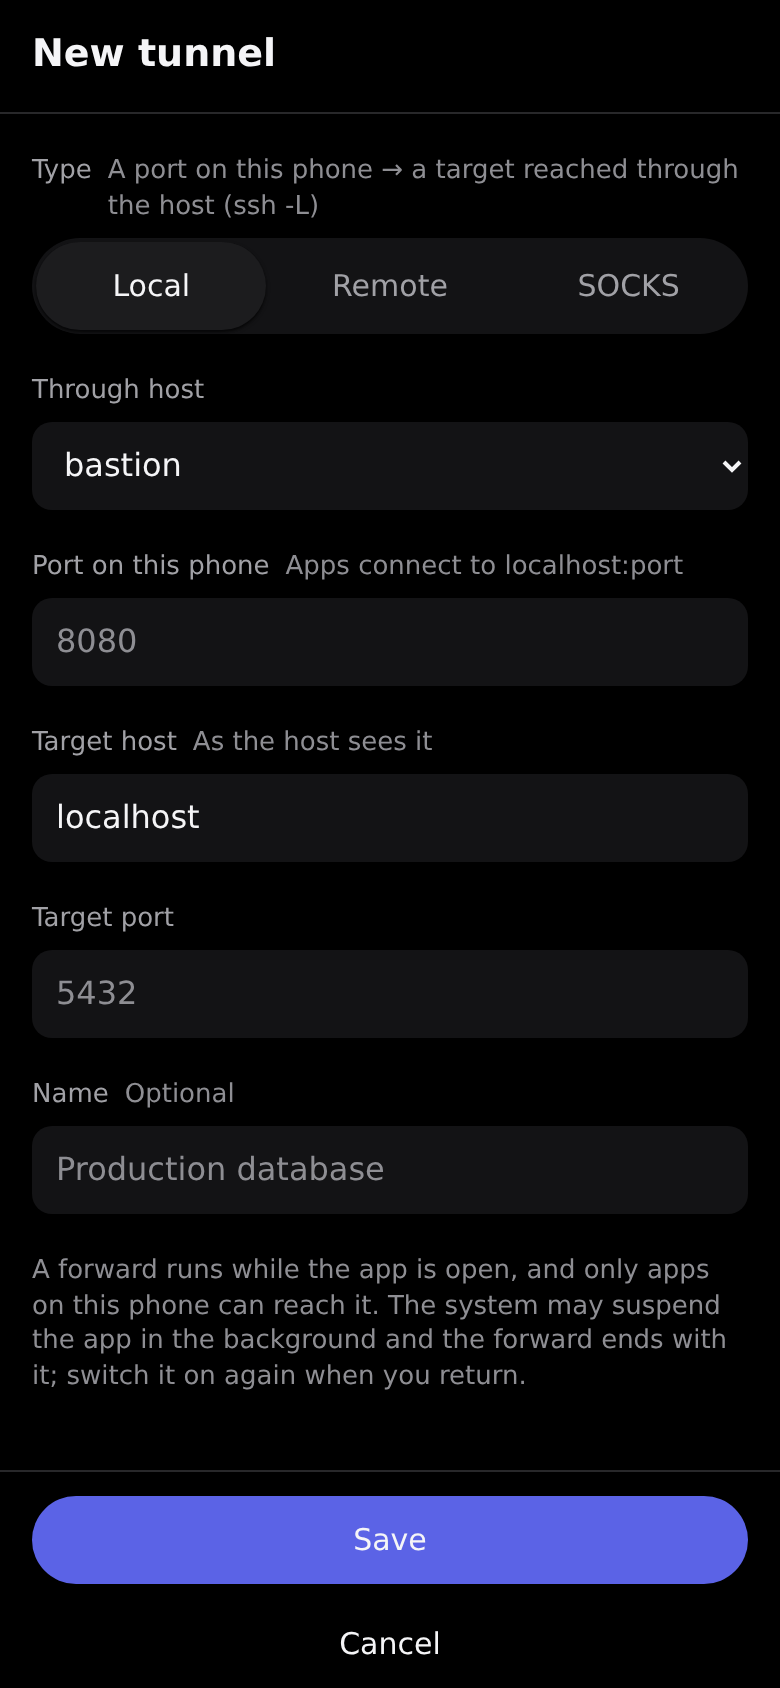 New tunnel
Type A port on this phone → a target reached through
the host (ssh -L)
Local Remote SOCKS
Through host
bastion
Port on this phone Apps connect to localhost:port
8080
Target host As the host sees it
localhost
Target port
5432
Name Optional
Production database
A forward runs while the app is open, and only apps
on this phone can reach it. The system may suspend
the app in the background and the forward ends with
it; switch it on again when you return.
Save
Cancel